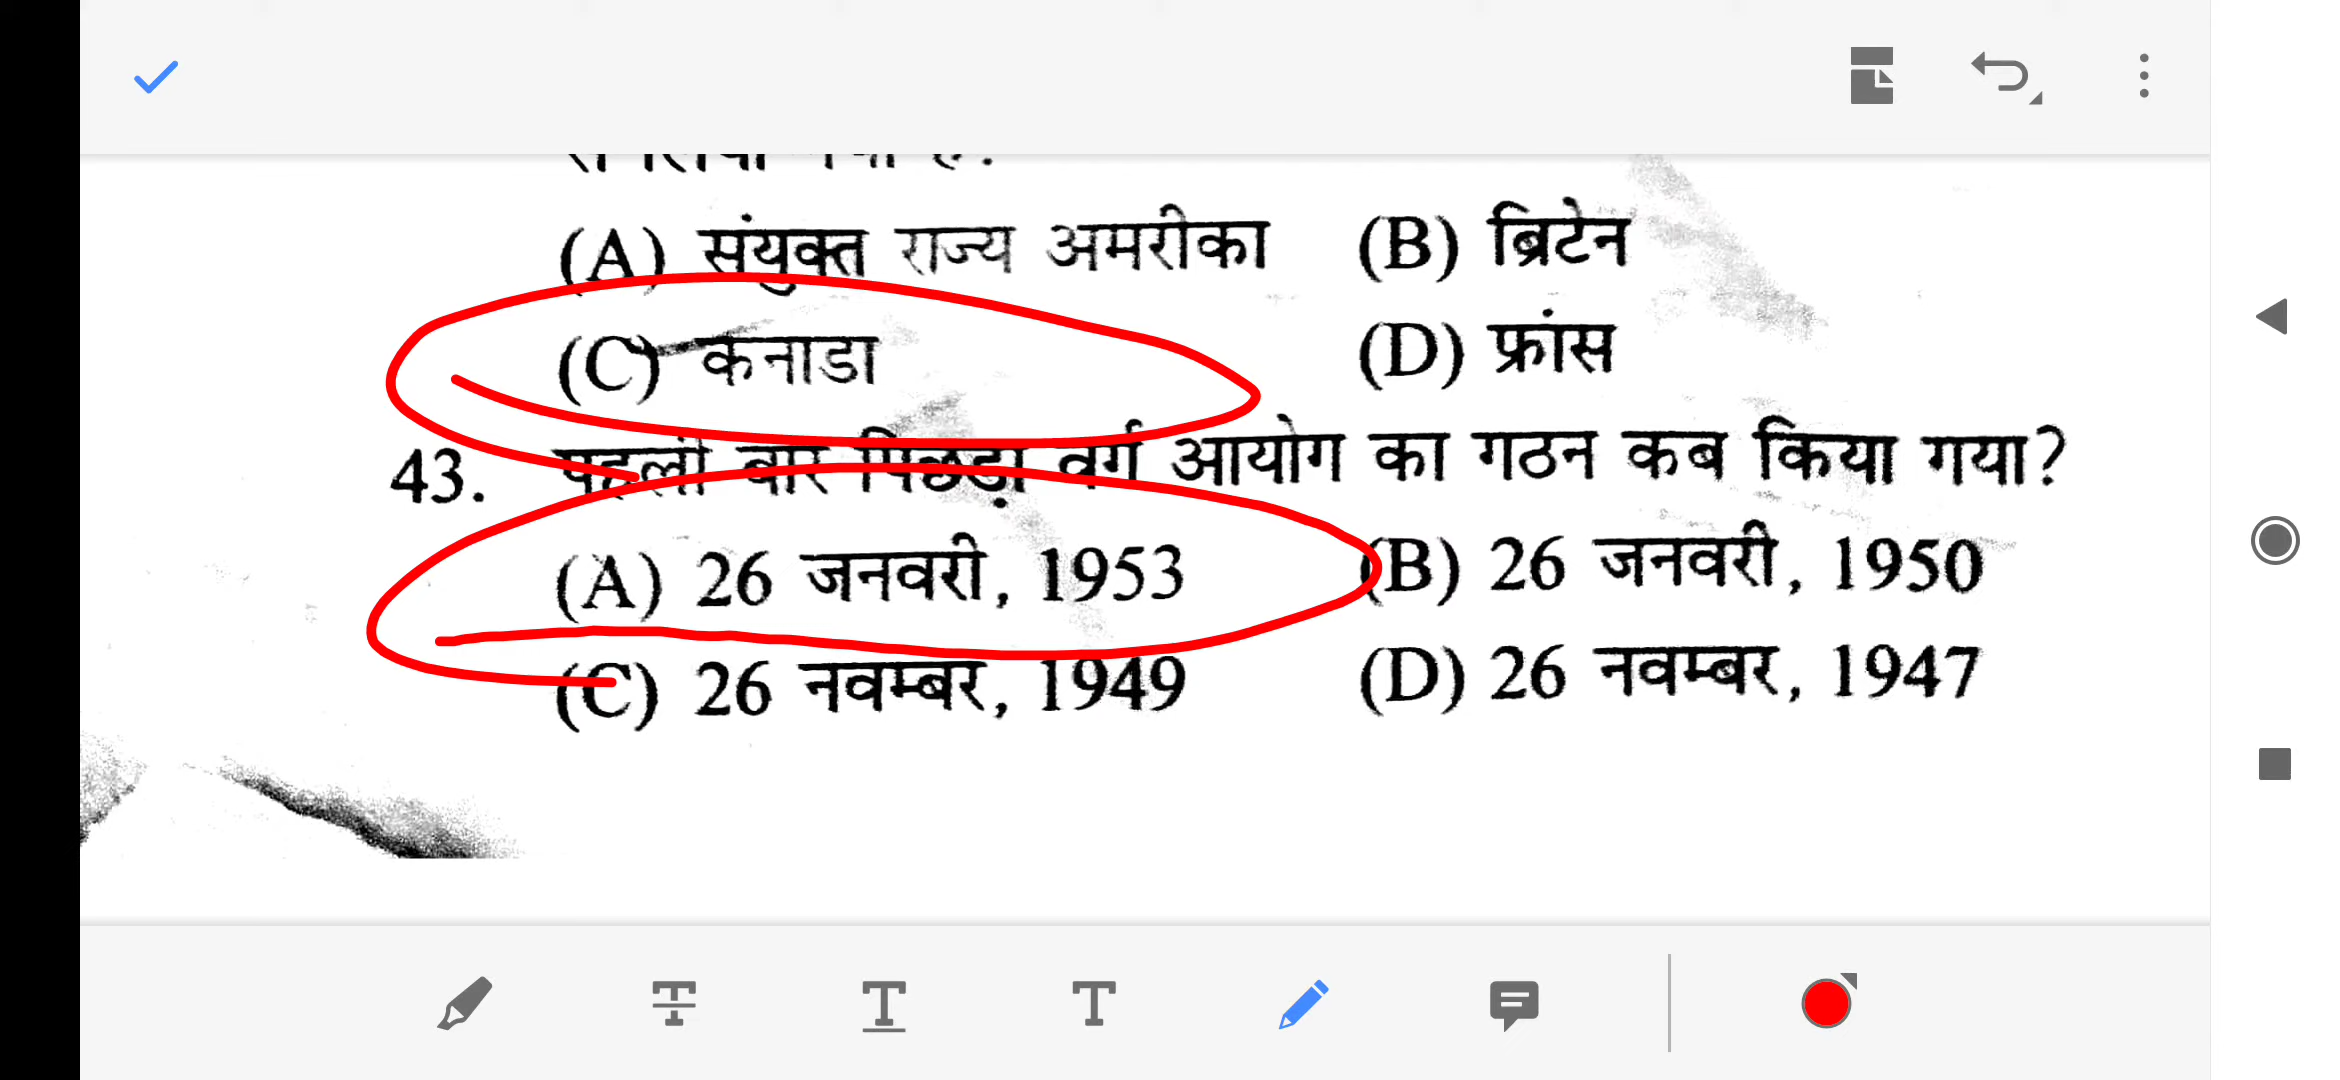 (A) संयुक्त राज्य अमरीका (B) ब्रिटेन
(C) कनाडा (D) फ्रांस
43. पहली बार पिछड़ा वर्ग आयोग का गठन कब किया गया?
(A) 26 जनवरी, 1953 (B) 26 जनवरी, 1950
(C) 26 नवम्बर, 1949 (D) 26 नवम्बर, 1947